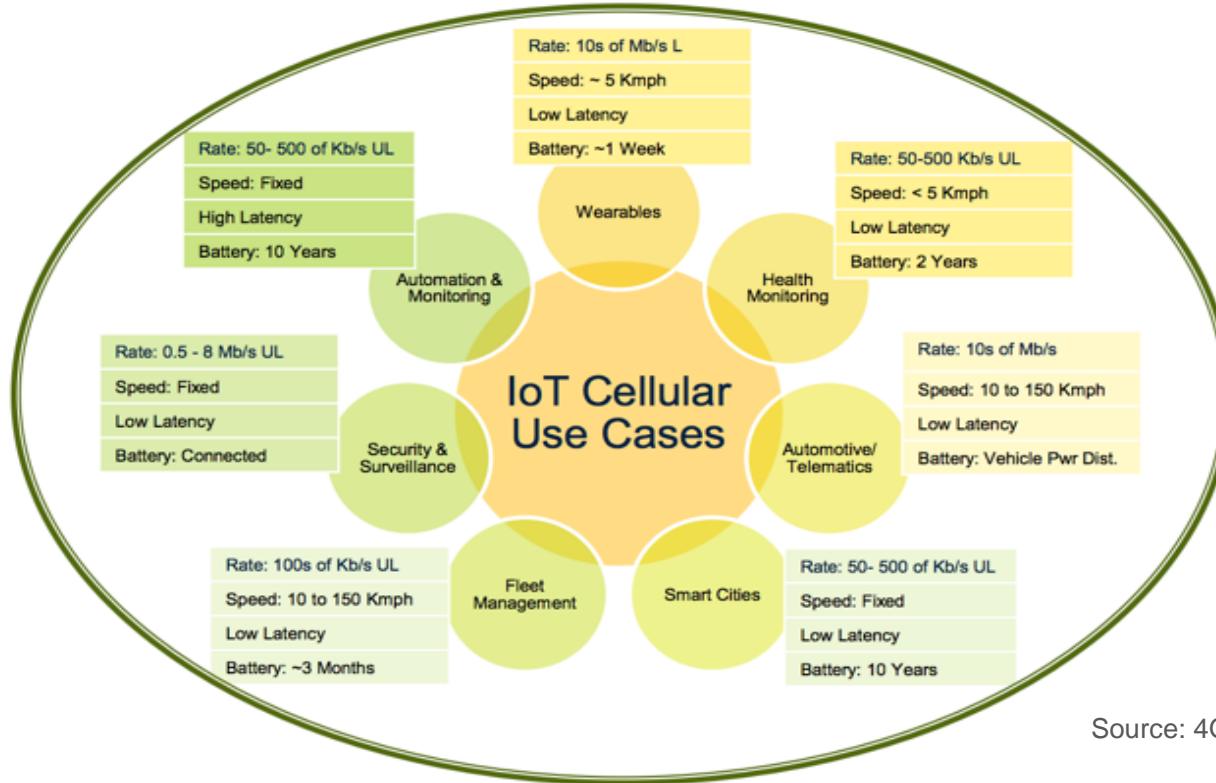 Rate: 10s of Mb/s L
Speed: ~ 5 Kmph
Low Latency
Battery: ~1 Week
Wearables
Rate: 50-500 Kb/s UL
Speed: < 5 Kmph
Low Latency
Battery: 2 Years
Health
Monitoring
Rate: 10s of Mb/s
Speed: 10 to 150 Kmph
Low Latency
Battery: Vehicle Pwr Dist.
Automotive/
Telematics
Rate: 50- 500 of Kb/s UL
Speed: Fixed
Low Latency
Battery: 10 Years
Smart Cities
Rate: 100s of Kb/s UL
Speed: 10 to 150 Kmph
Low Latency
Battery: ~3 Months
Fleet
Management
Rate: 0.5 - 8 Mb/s UL
Speed: Fixed
Low Latency
Battery: Connected
Security &
Surveillance
Rate: 50- 500 of Kb/s UL
Speed: Fixed
High Latency
Battery: 10 Years
Automation &
Monitoring
IoT Cellular
Use Cases
Source: